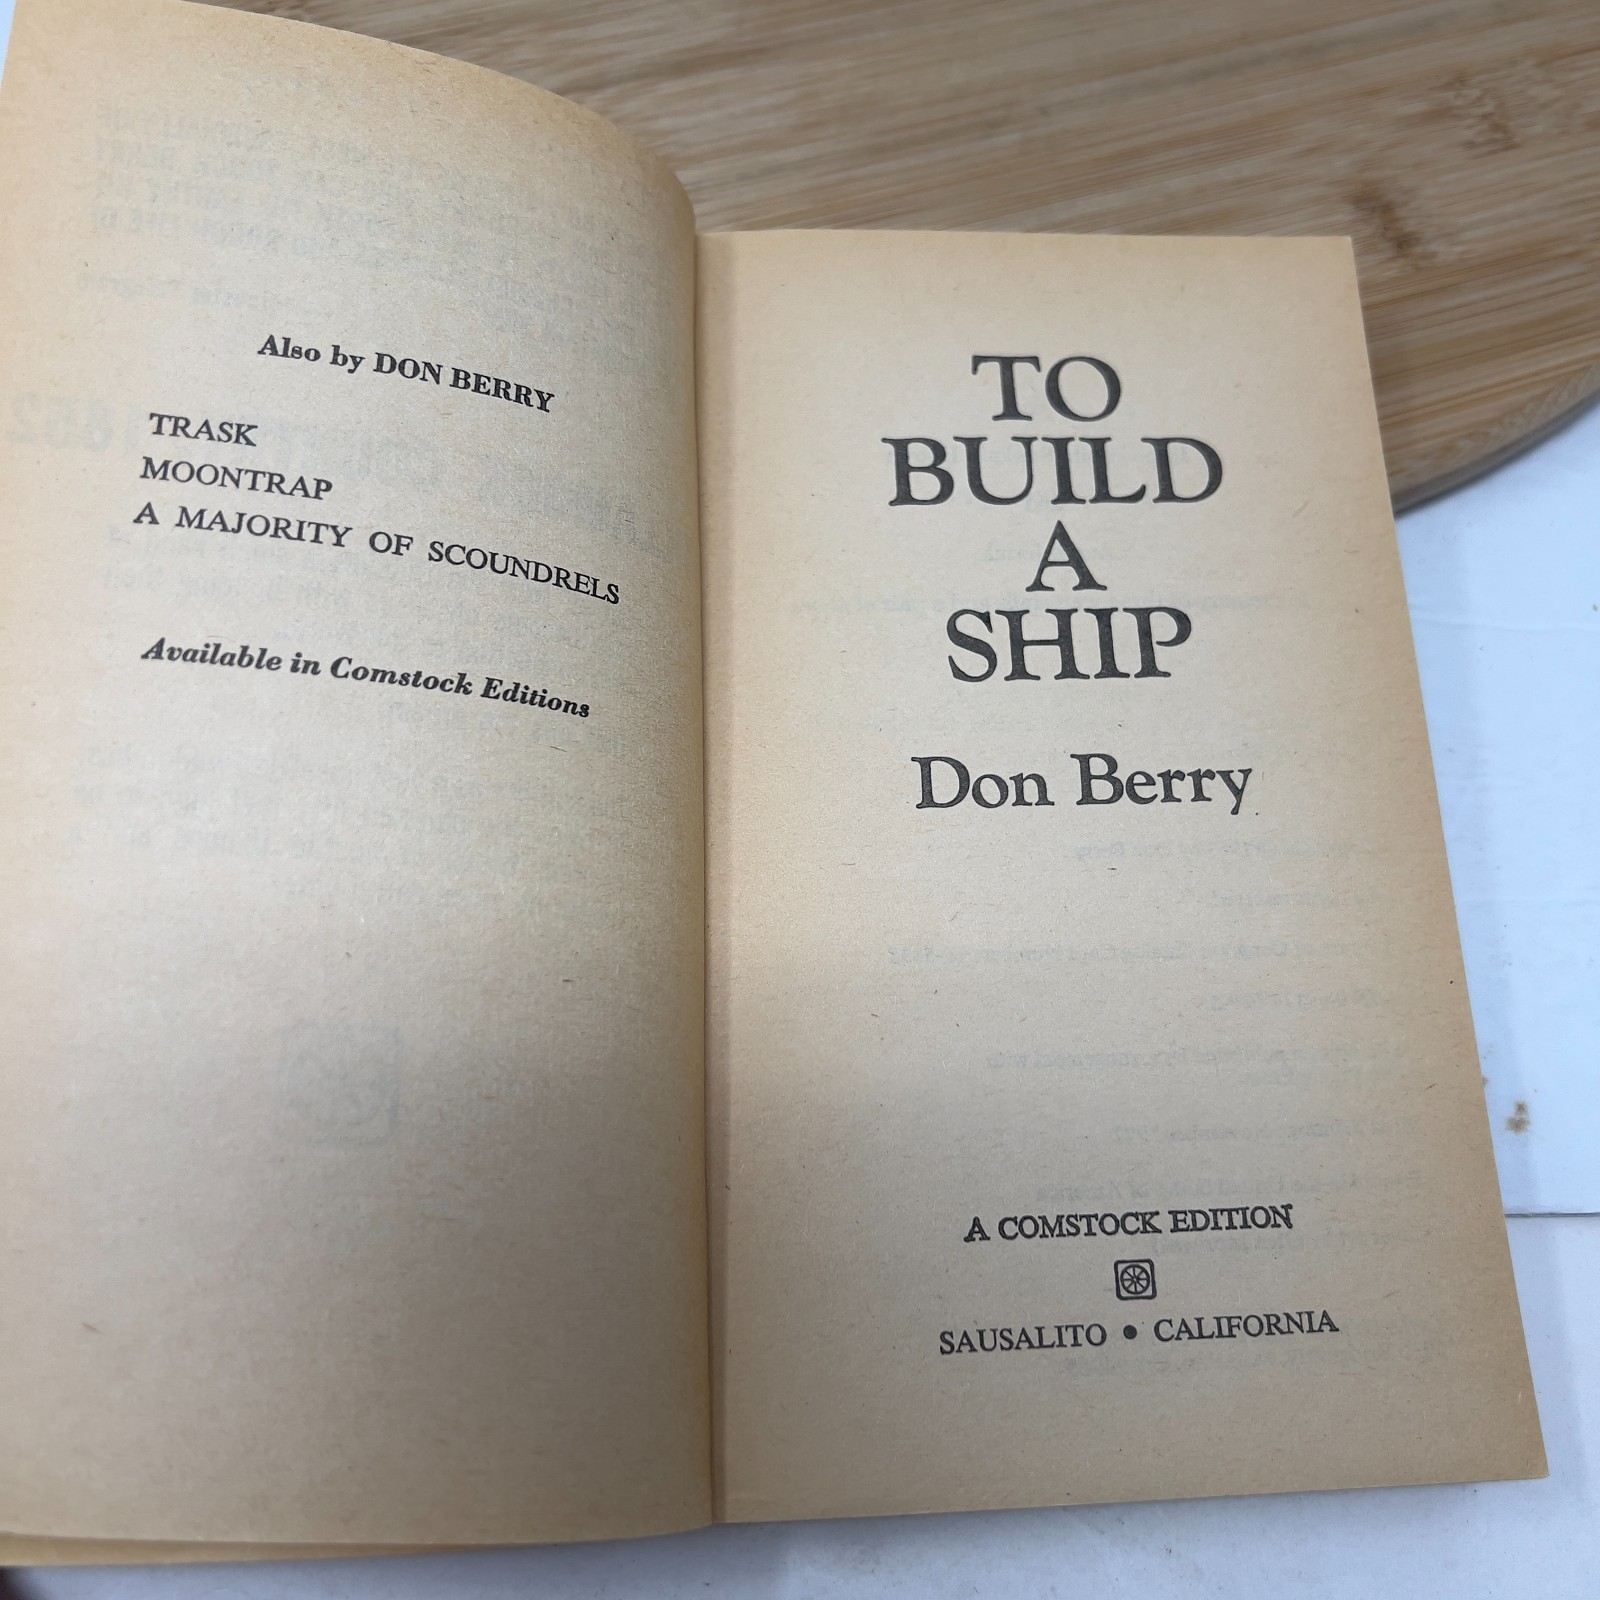 Also by DON BERRY
TRASK
MOONTRAP
A MAJORITY OF SCOUNDRELS
Available in Comstock Editions
TO
BUILD
A
SHIP
Don Berry
A COMSTOCK EDITION
SAUSALITO • CALIFORNIA